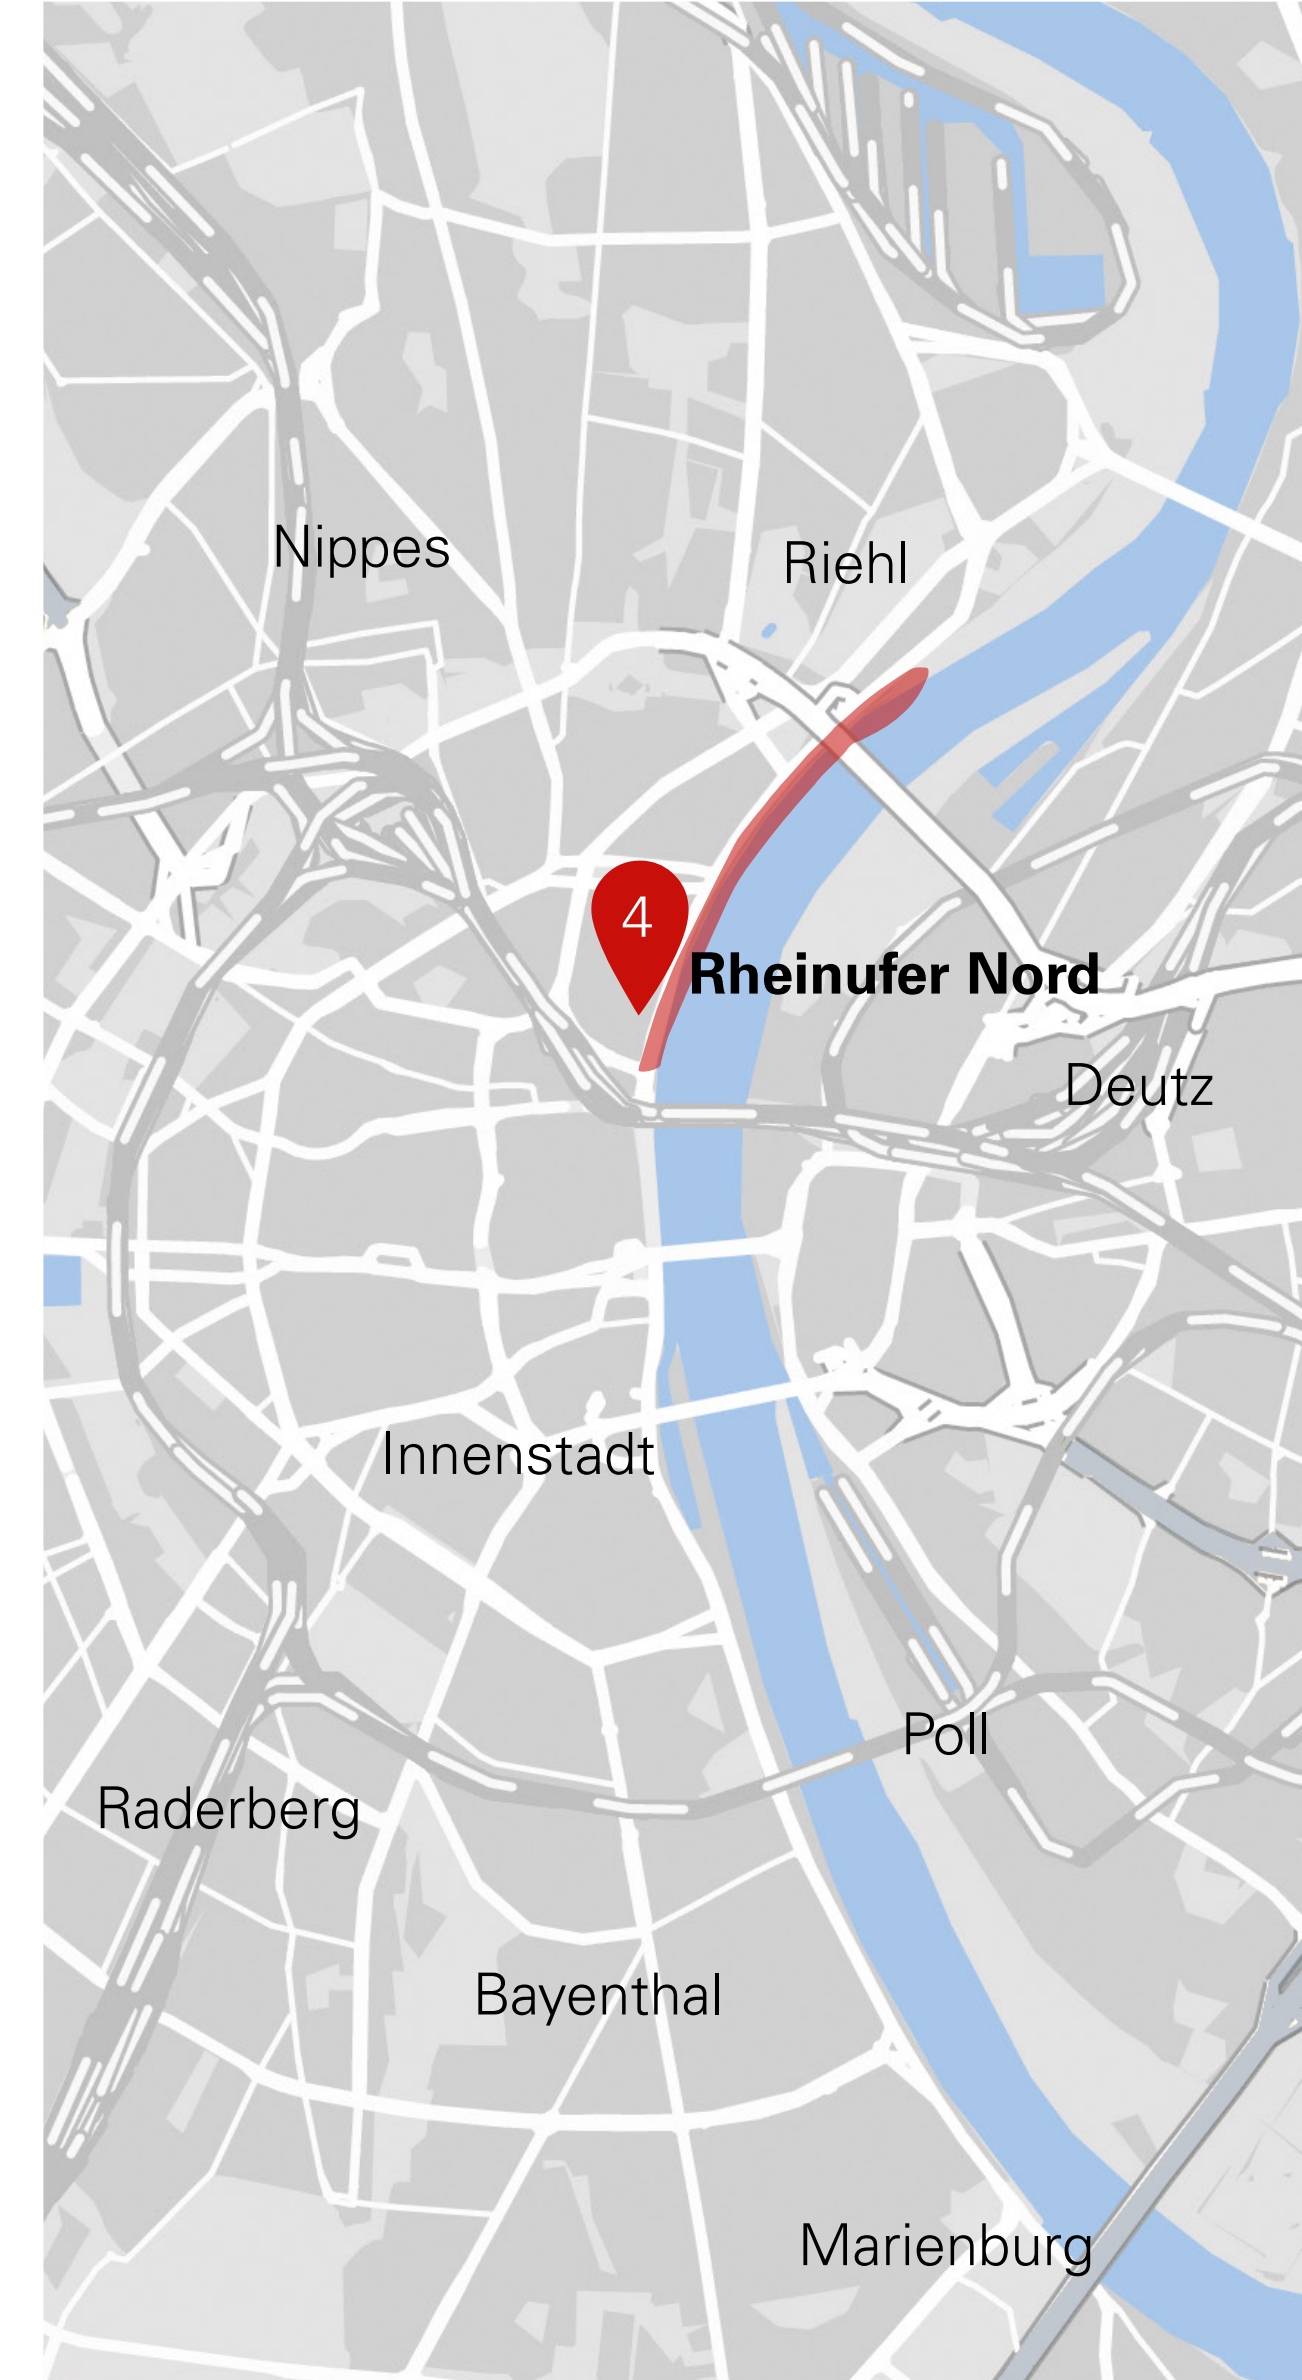 Nippes
Riehl
4
Rheinufer Nord
Deutz
Innenstadt
Poll
Raderberg
Bayenthal
Marienburg